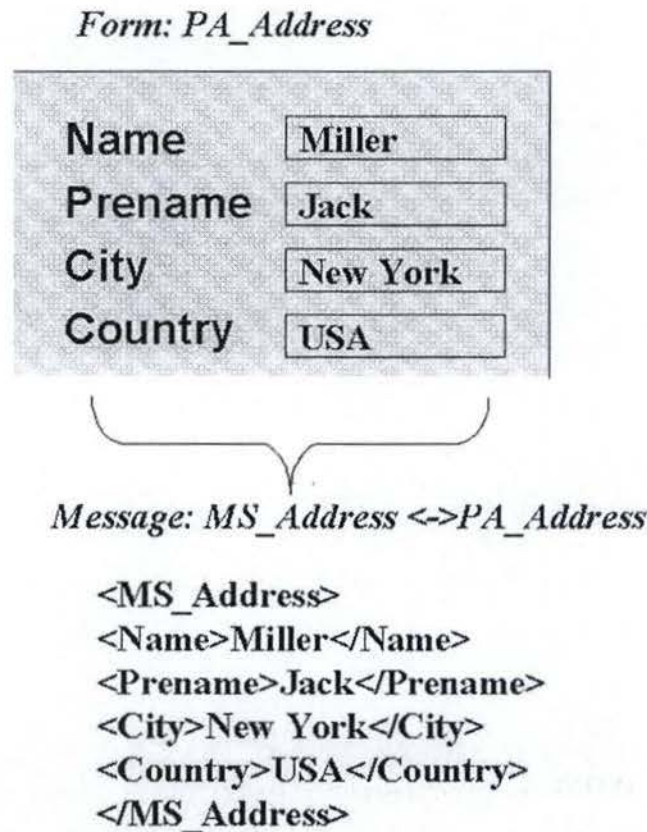 Form: PA_Address
Name Miller
Prename Jack
City New York
Country USA
Message: MS_Address <->PA_Address
<MS_Address>
<Name>Miller</Name>
<Prename>Jack</Prename>
<City>New York</City>
<Country>USA</Country>
</MS_Address>